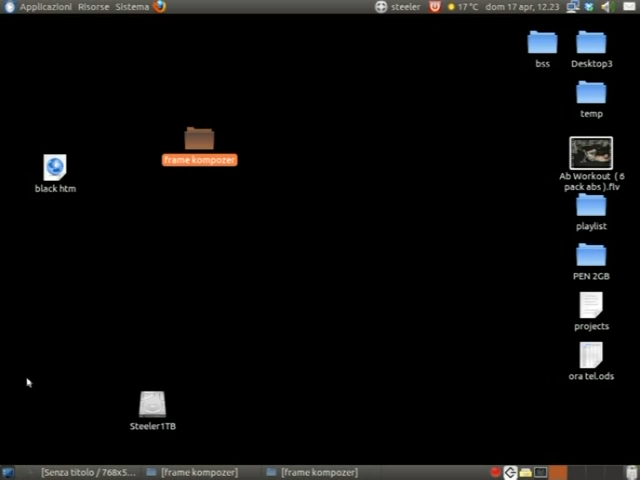 Applicazioni Risorse Sistema steeler 17 °C dom 17 apr, 12.23
bss
Desktop3
temp
frame kompozer
black htm
Ab Workout ( 6
pack abs ).flv
playlist
PEN 2GB
projects
ora tel.ods
Steeler1TB
[Senza titolo / 768x5... [frame kompozer] [frame kompozer]